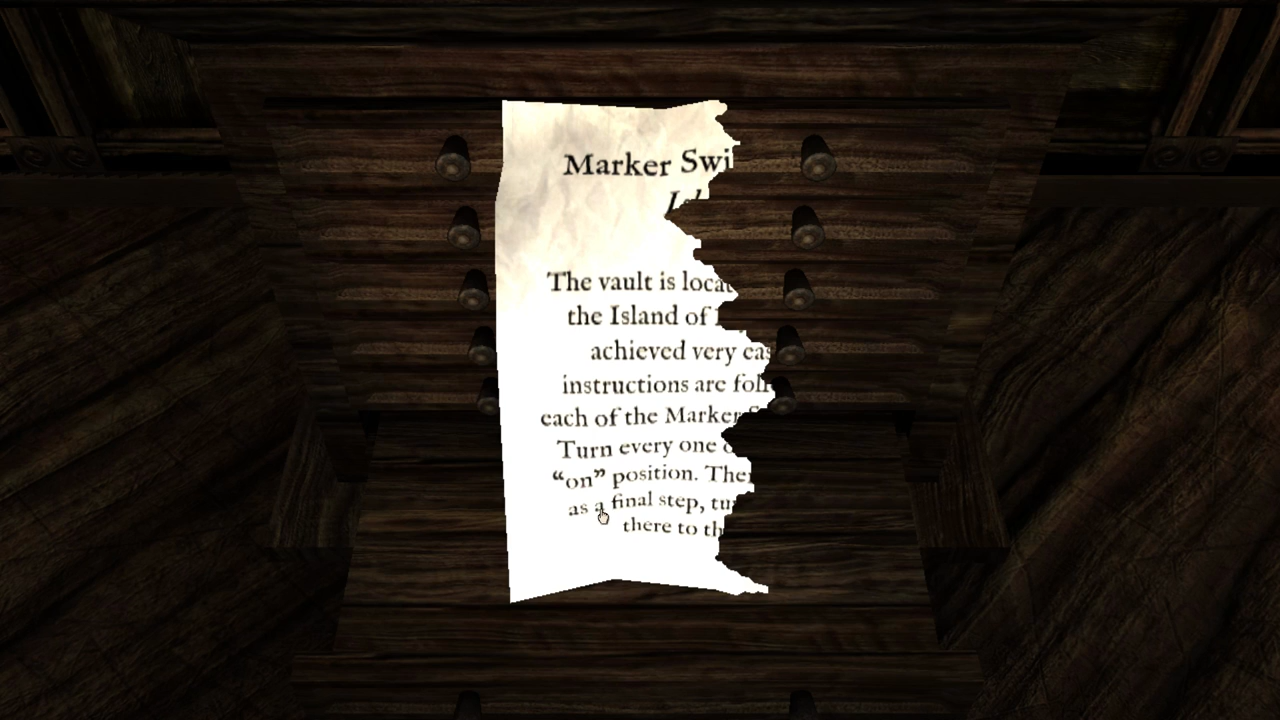 Marker Swi
The vault is loca
the Island of
achieved very eas
instructions are foll
each of the Marker
Turn every one
"on" position. The
as a final step, tu
there to th